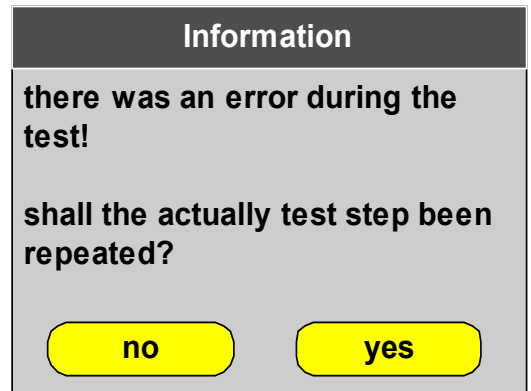 Information
there was an error during the
test!
shall the actually test step been
repeated?
no yes